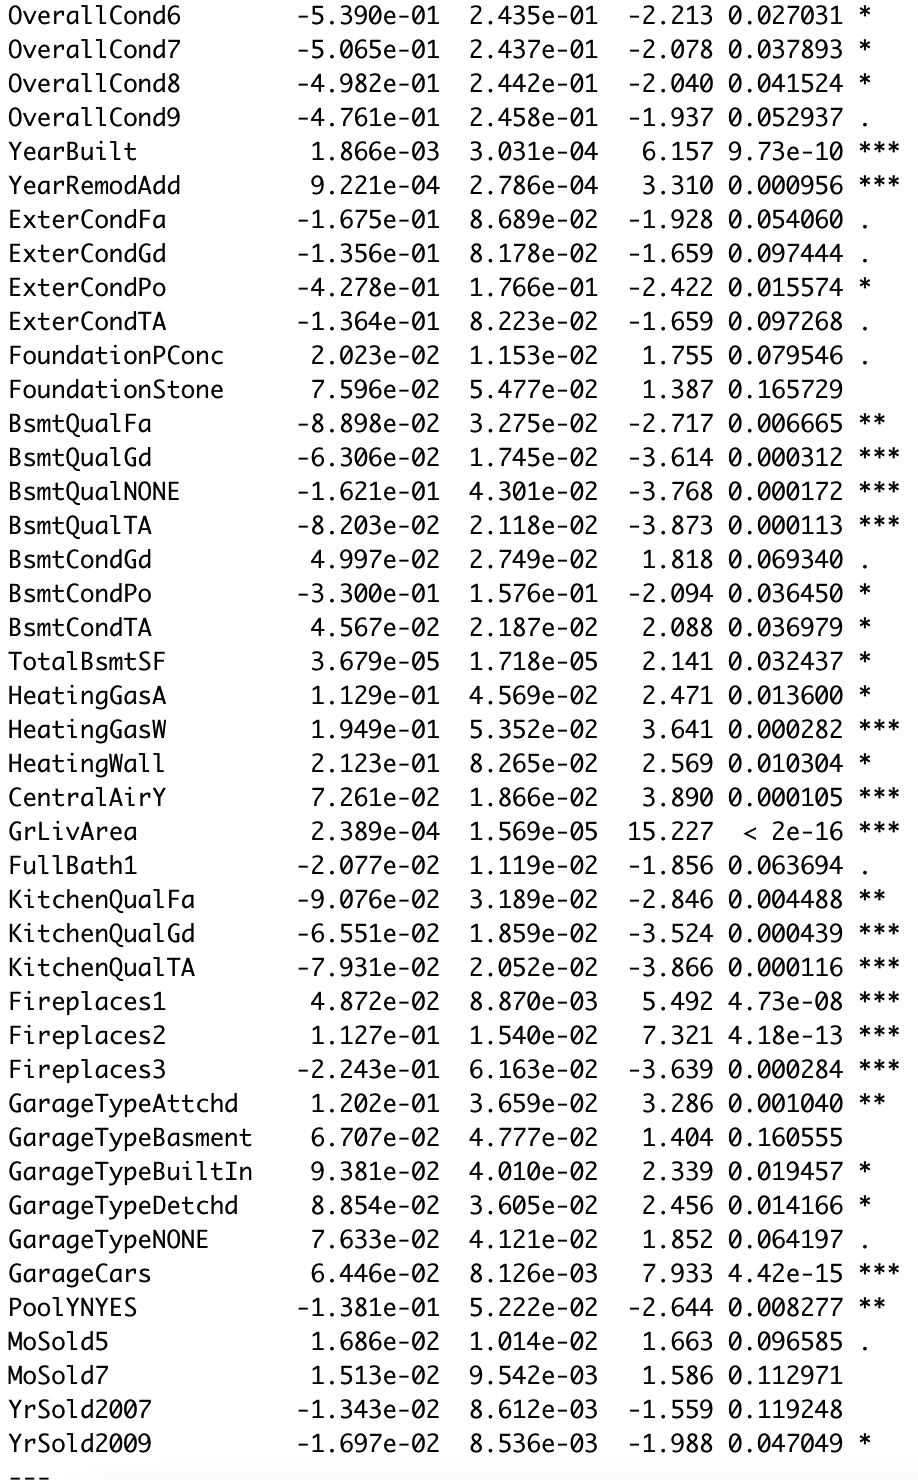 OverallCond6 -5.390e-01 2.435e-01 -2.213 0.027031 *
OverallCond7 -5.065e-01 2.437e-01 -2.078 0.037893 *
OverallCond8 -4.982e-01 2.442e-01 -2.040 0.041524 *
OverallCond9 -4.761e-01 2.458e-01 -1.937 0.052937 .
YearBuilt 1.866e-03 3.031e-04 6.157 9.73e-10 ***
YearRemodAdd 9.221e-04 2.786e-04 3.310 0.000956 ***
ExterCondFa -1.675e-01 8.689e-02 -1.928 0.054060 .
ExterCondGd -1.356e-01 8.178e-02 -1.659 0.097444 .
ExterCondPo -4.278e-01 1.766e-01 -2.422 0.015574 *
ExterCondTA -1.364e-01 8.223e-02 -1.659 0.097268 .
FoundationPConc 2.023e-02 1.153e-02 1.755 0.079546 .
FoundationStone 7.596e-02 5.477e-02 1.387 0.165729
BsmtQualFa -8.898e-02 3.275e-02 -2.717 0.006665 **
BsmtQualGd -6.306e-02 1.745e-02 -3.614 0.000312 ***
BsmtQualNONE -1.621e-01 4.301e-02 -3.768 0.000172 ***
BsmtQualTA -8.203e-02 2.118e-02 -3.873 0.000113 ***
BsmtCondGd 4.997e-02 2.749e-02 1.818 0.069340 .
BsmtCondPo -3.300e-01 1.576e-01 -2.094 0.036450 *
BsmtCondTA 4.567e-02 2.187e-02 2.088 0.036979 *
TotalBsmtSF 3.679e-05 1.718e-05 2.141 0.032437 *
HeatingGasA 1.129e-01 4.569e-02 2.471 0.013600 *
HeatingGasW 1.949e-01 5.352e-02 3.641 0.000282 ***
HeatingWall 2.123e-01 8.265e-02 2.569 0.010304 *
CentralAirY 7.261e-02 1.866e-02 3.890 0.000105 ***
GrLivArea 2.389e-04 1.569e-05 15.227 < 2e-16 ***
FullBath1 -2.077e-02 1.119e-02 -1.856 0.063694 .
KitchenQualFa -9.076e-02 3.189e-02 -2.846 0.004488 **
KitchenQualGd -6.551e-02 1.859e-02 -3.524 0.000439 ***
KitchenQualTA -7.931e-02 2.052e-02 -3.866 0.000116 ***
Fireplaces1 4.872e-02 8.870e-03 5.492 4.73e-08 ***
Fireplaces2 1.127e-01 1.540e-02 7.321 4.18e-13 ***
Fireplaces3 -2.243e-01 6.163e-02 -3.639 0.000284 ***
GarageTypeAttchd 1.202e-01 3.659e-02 3.286 0.001040 **
GarageTypeBasment 6.707e-02 4.777e-02 1.404 0.160555
GarageTypeBuiltIn 9.381e-02 4.010e-02 2.339 0.019457 *
GarageTypeDetchd 8.854e-02 3.605e-02 2.456 0.014166 *
GarageTypeNONE 7.633e-02 4.121e-02 1.852 0.064197 .
GarageCars 6.446e-02 8.126e-03 7.933 4.42e-15 ***
PoolYNYES -1.381e-01 5.222e-02 -2.644 0.008277 **
MoSold5 1.686e-02 1.014e-02 1.663 0.096585 .
MoSold7 1.513e-02 9.542e-03 1.586 0.112971
YrSold2007 -1.343e-02 8.612e-03 -1.559 0.119248
YrSold2009 -1.697e-02 8.536e-03 -1.988 0.047049 *
---